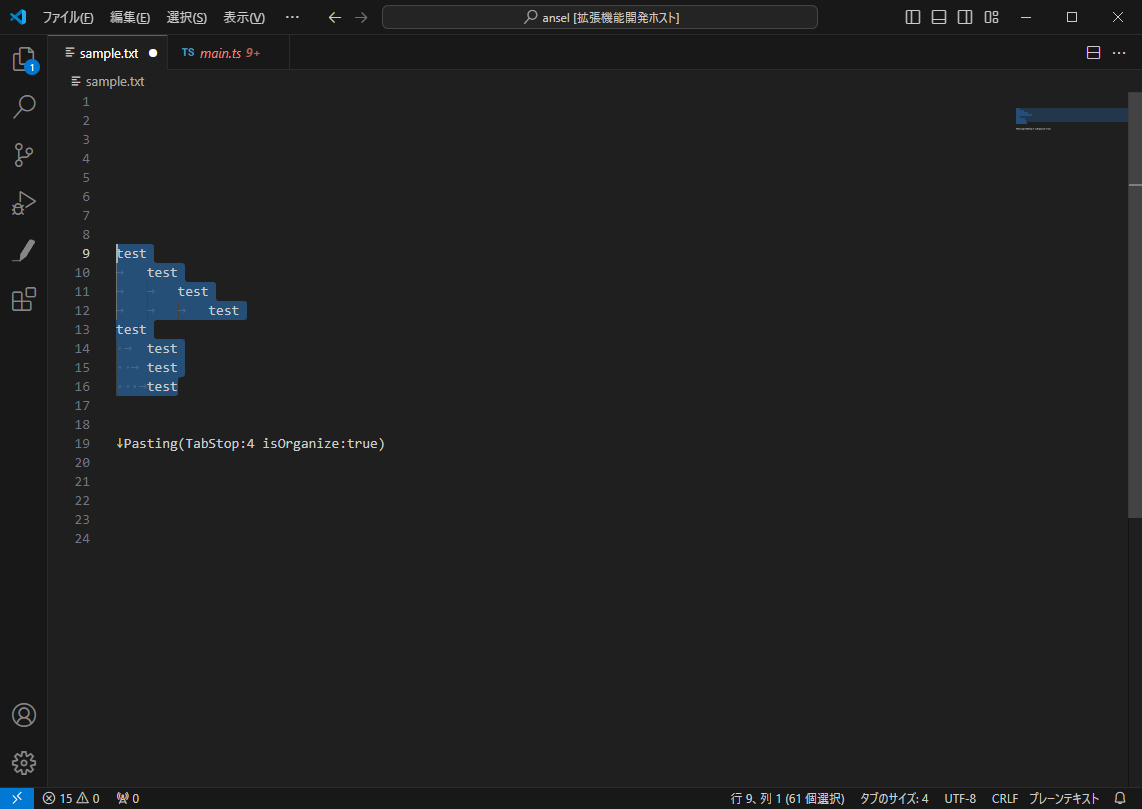 ファイル(F) 編集(E) 選択(S) 表示(V) … ansel [拡張機能開発ホスト]
sample.txt TS main.ts 9+
1
sample.txt
1
2
3
4
5
6
7
8
9 test
10 → test
11 → → test
12 → → → test
13 test
14 ·→ test
15 ··→ test
16 ···→test
17
18
19 ↓Pasting(TabStop:4 isOrganize:true)
20
21
22
23
24
15 0 0 行 9、列 1 (61 個選択) タブのサイズ: 4 UTF-8 CRLF プレーンテキスト